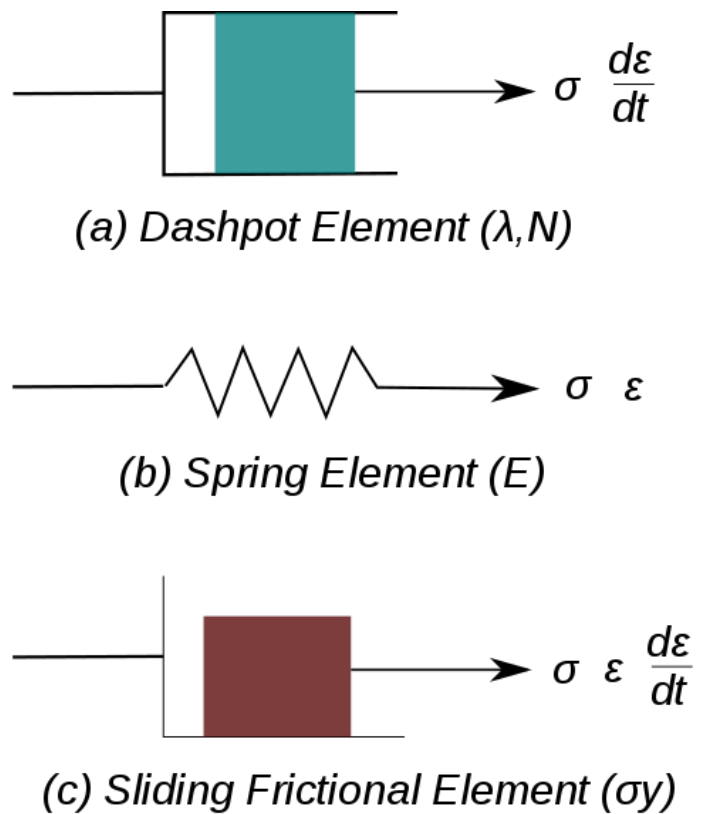 σ dε/dt
(a) Dashpot Element (λ,N)
σ ε
(b) Spring Element (E)
σ ε dε/dt
(c) Sliding Frictional Element (σy)